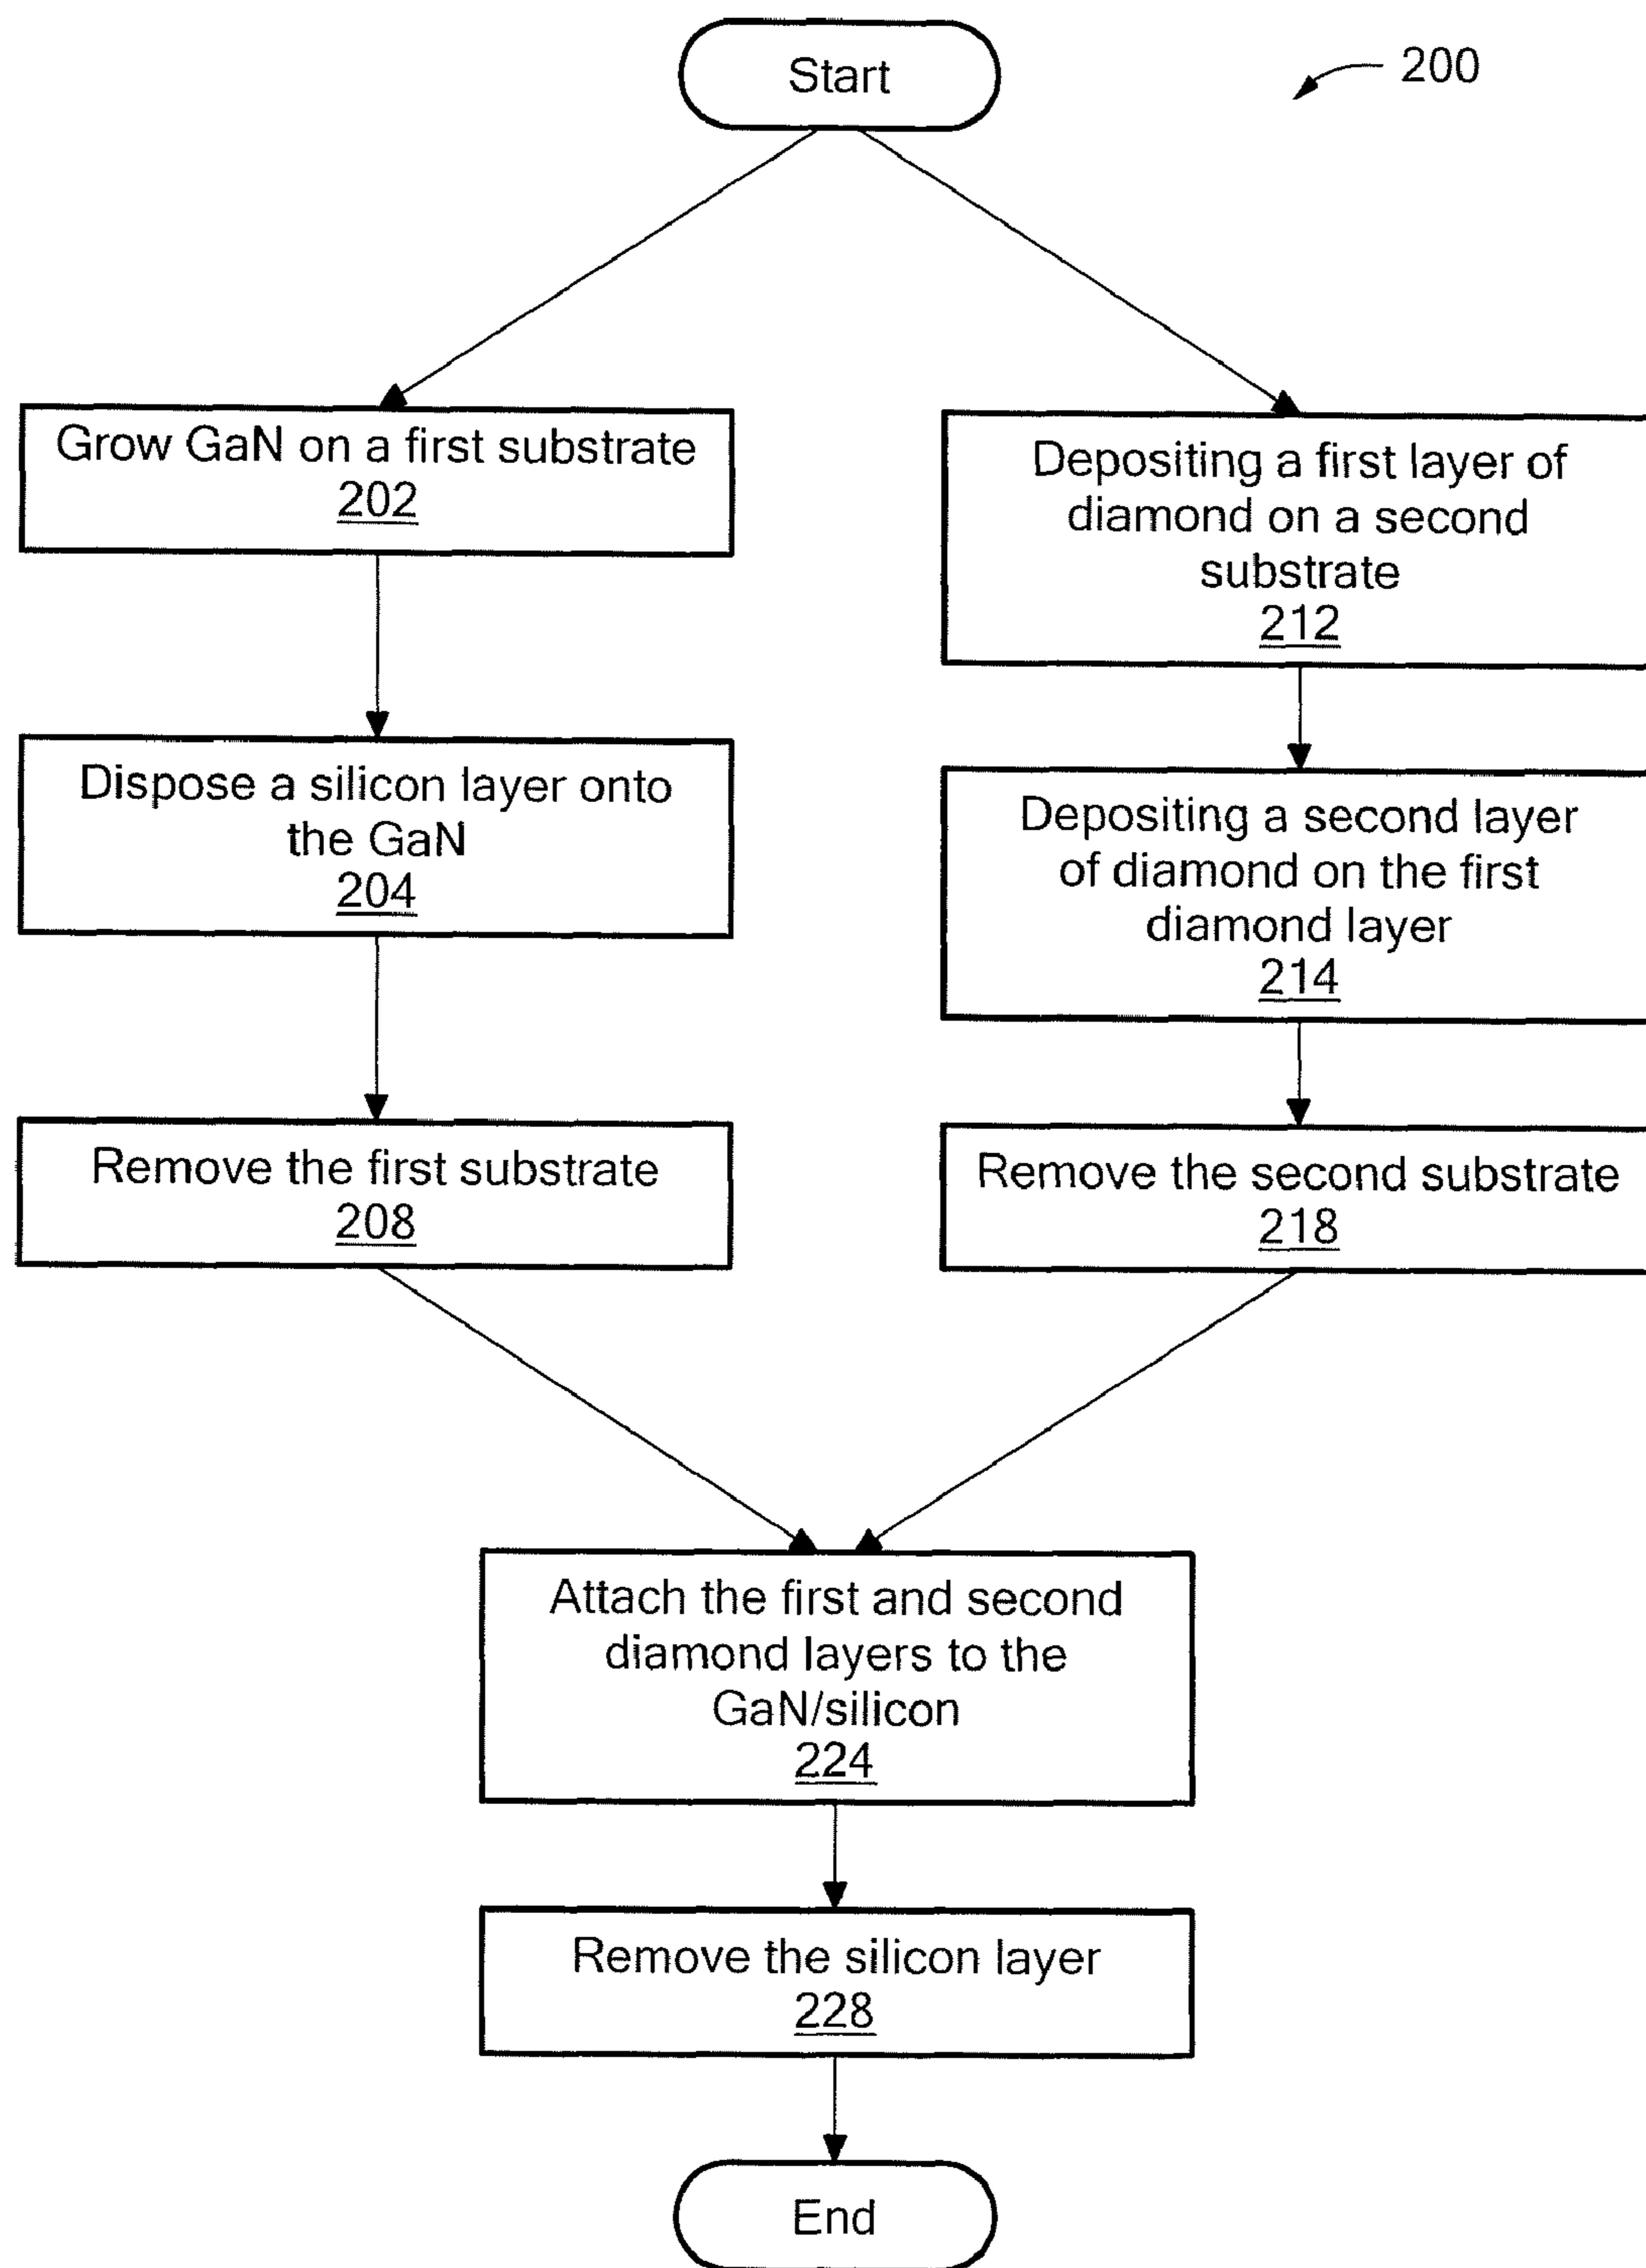 Start
200
Grow GaN on a first substrate
202
Dispose a silicon layer onto
the GaN
204
Remove the first substrate
208
Depositing a first layer of
diamond on a second
substrate
212
Depositing a second layer
of diamond on the first
diamond layer
214
Remove the second substrate
218
Attach the first and second
diamond layers to the
GaN/silicon
224
Remove the silicon layer
228
End